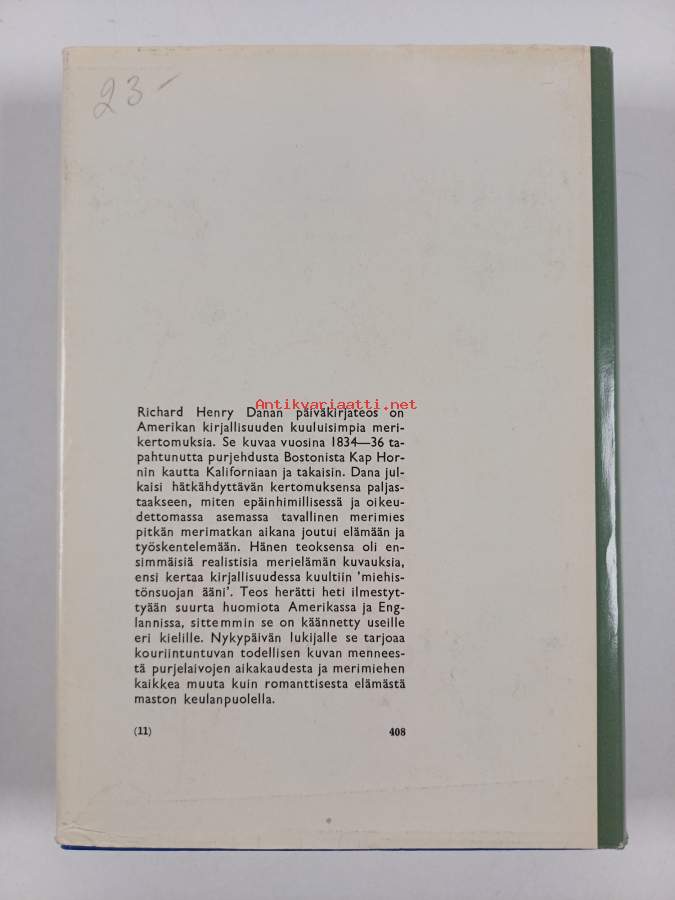 23-
Antikvariaatti.net
Richard Henry Danan päiväkirjateos on
Amerikan kirjallisuuden kuuluisimpia meri-
kertomuksia. Se kuvaa vuosina 1834—36 ta-
pahtunutta purjehdusta Bostonista Kap Hor-
nin kautta Kaliforniaan ja takaisin. Dana jul-
kaisi hätkähdyttävän kertomuksensa paljas-
taakseen, miten epäinhimillisessä ja oikeu-
dettomassa asemassa tavallinen merimies
pitkän merimatkan aikana joutui elämään ja
työskentelemään. Hänen teoksensa oli en-
simmäisiä realistisia merielämän kuvauksia,
ensi kertaa kirjallisuudessa kuultiin 'miehis-
tönsuojan ääni'. Teos herätti heti ilmestyt-
tyään suurta huomiota Amerikassa ja Eng-
lannissa, sittemmin se on käännetty useille
eri kielille. Nykypäivän lukijalle se tarjoaa
kouriintuntuvan todellisen kuvan mennees-
tä purjelaivojen aikakaudesta ja merimiehen
kaikkea muuta kuin romanttisesta elämästä
maston keulanpuolella.
(11) 408